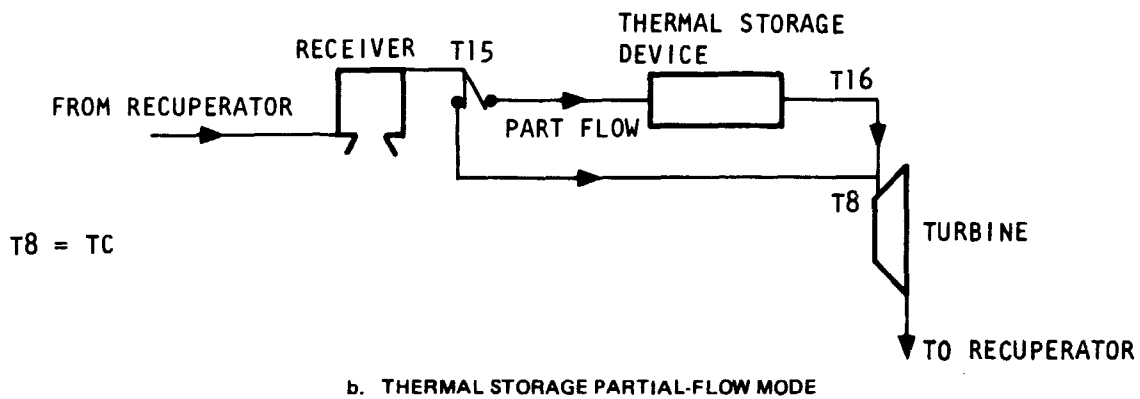 THERMAL STORAGE
DEVICE
RECEIVER
T15
T16
FROM RECUPERATOR
PART FLOW
T8
TURBINE
T8 = TC
TO RECUPERATOR
b. THERMAL STORAGE PARTIAL-FLOW MODE